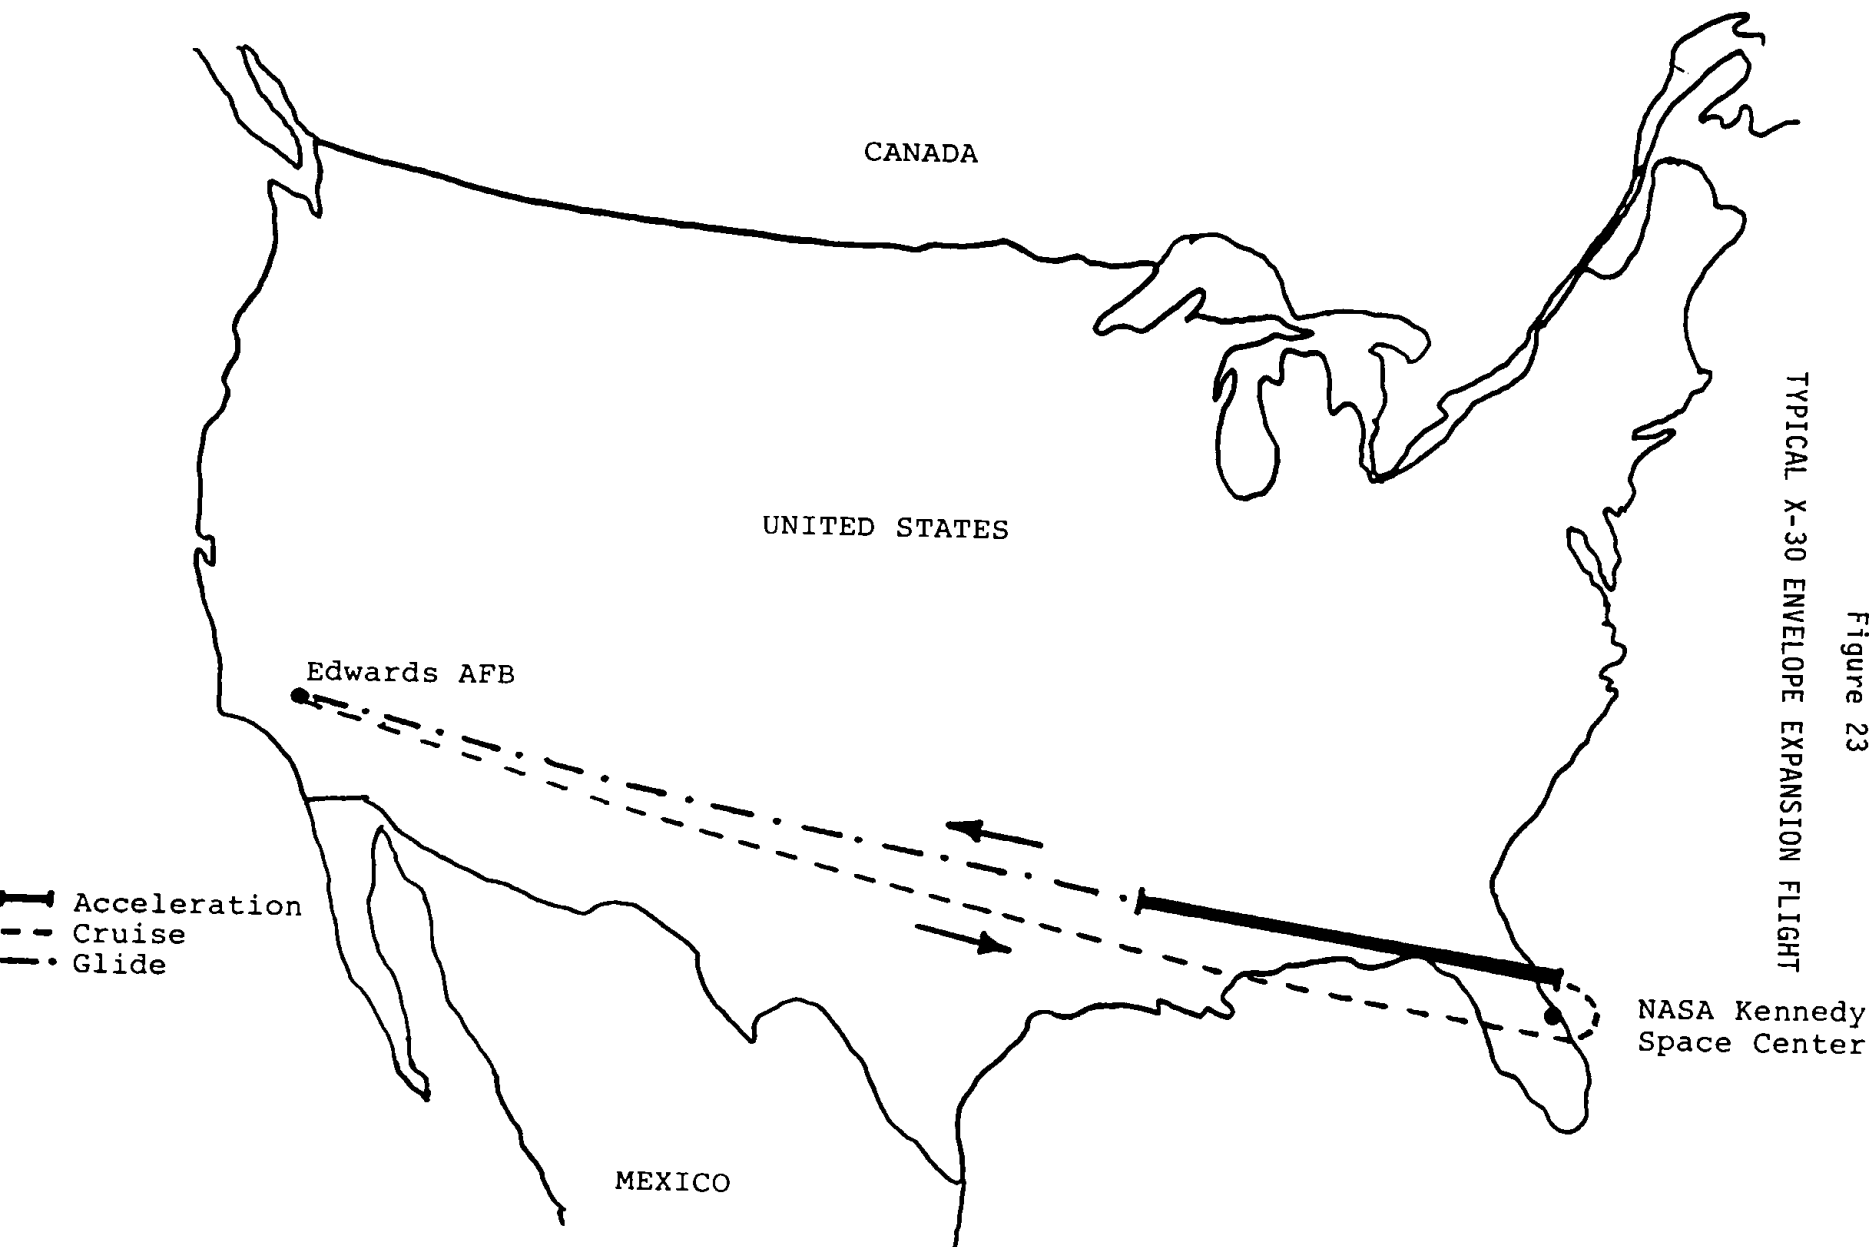 CANADA
UNITED STATES
Edwards AFB
Acceleration
Cruise
Glide
MEXICO
NASA Kennedy
Space Center
Figure 23
TYPICAL X-30 ENVELOPE EXPANSION FLIGHT